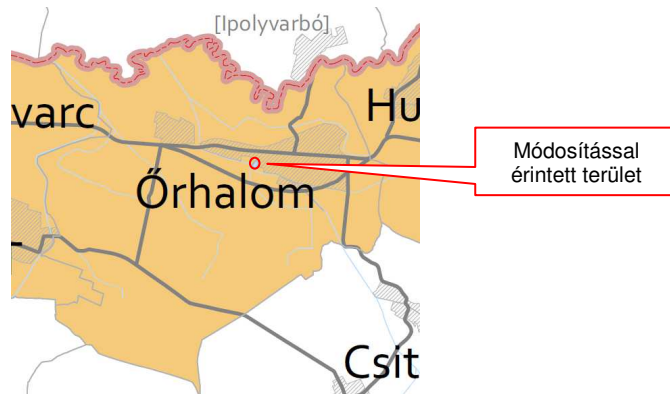 [Ipolyvarbó]
varc
Hu
Módosítással
érintett terület
Őrhalom
Csit